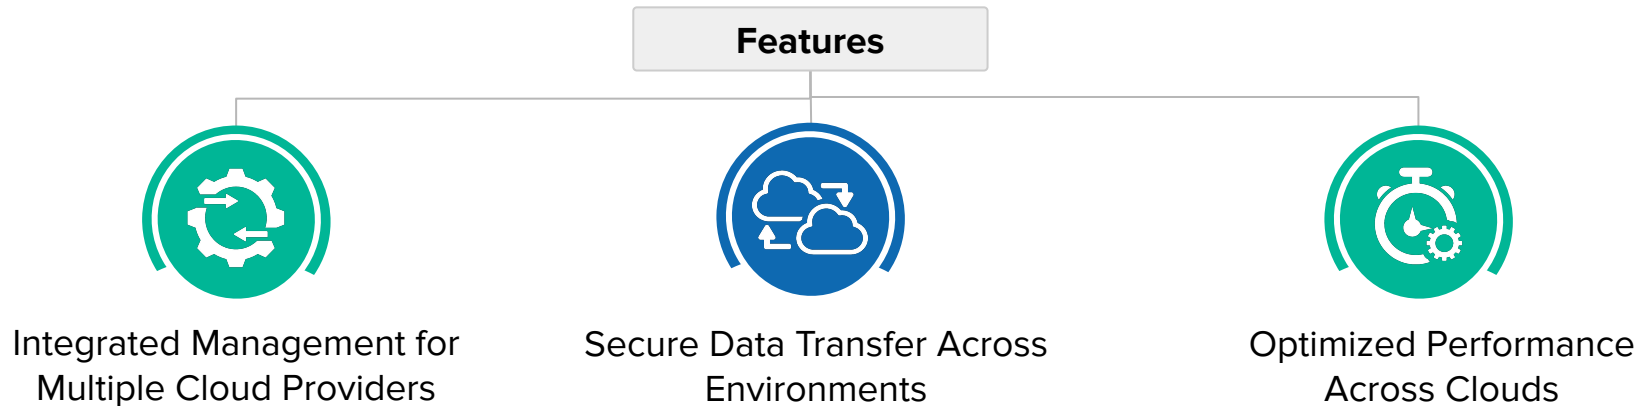 Features
Integrated Management for
Multiple Cloud Providers
Secure Data Transfer Across
Environments
Optimized Performance
Across Clouds